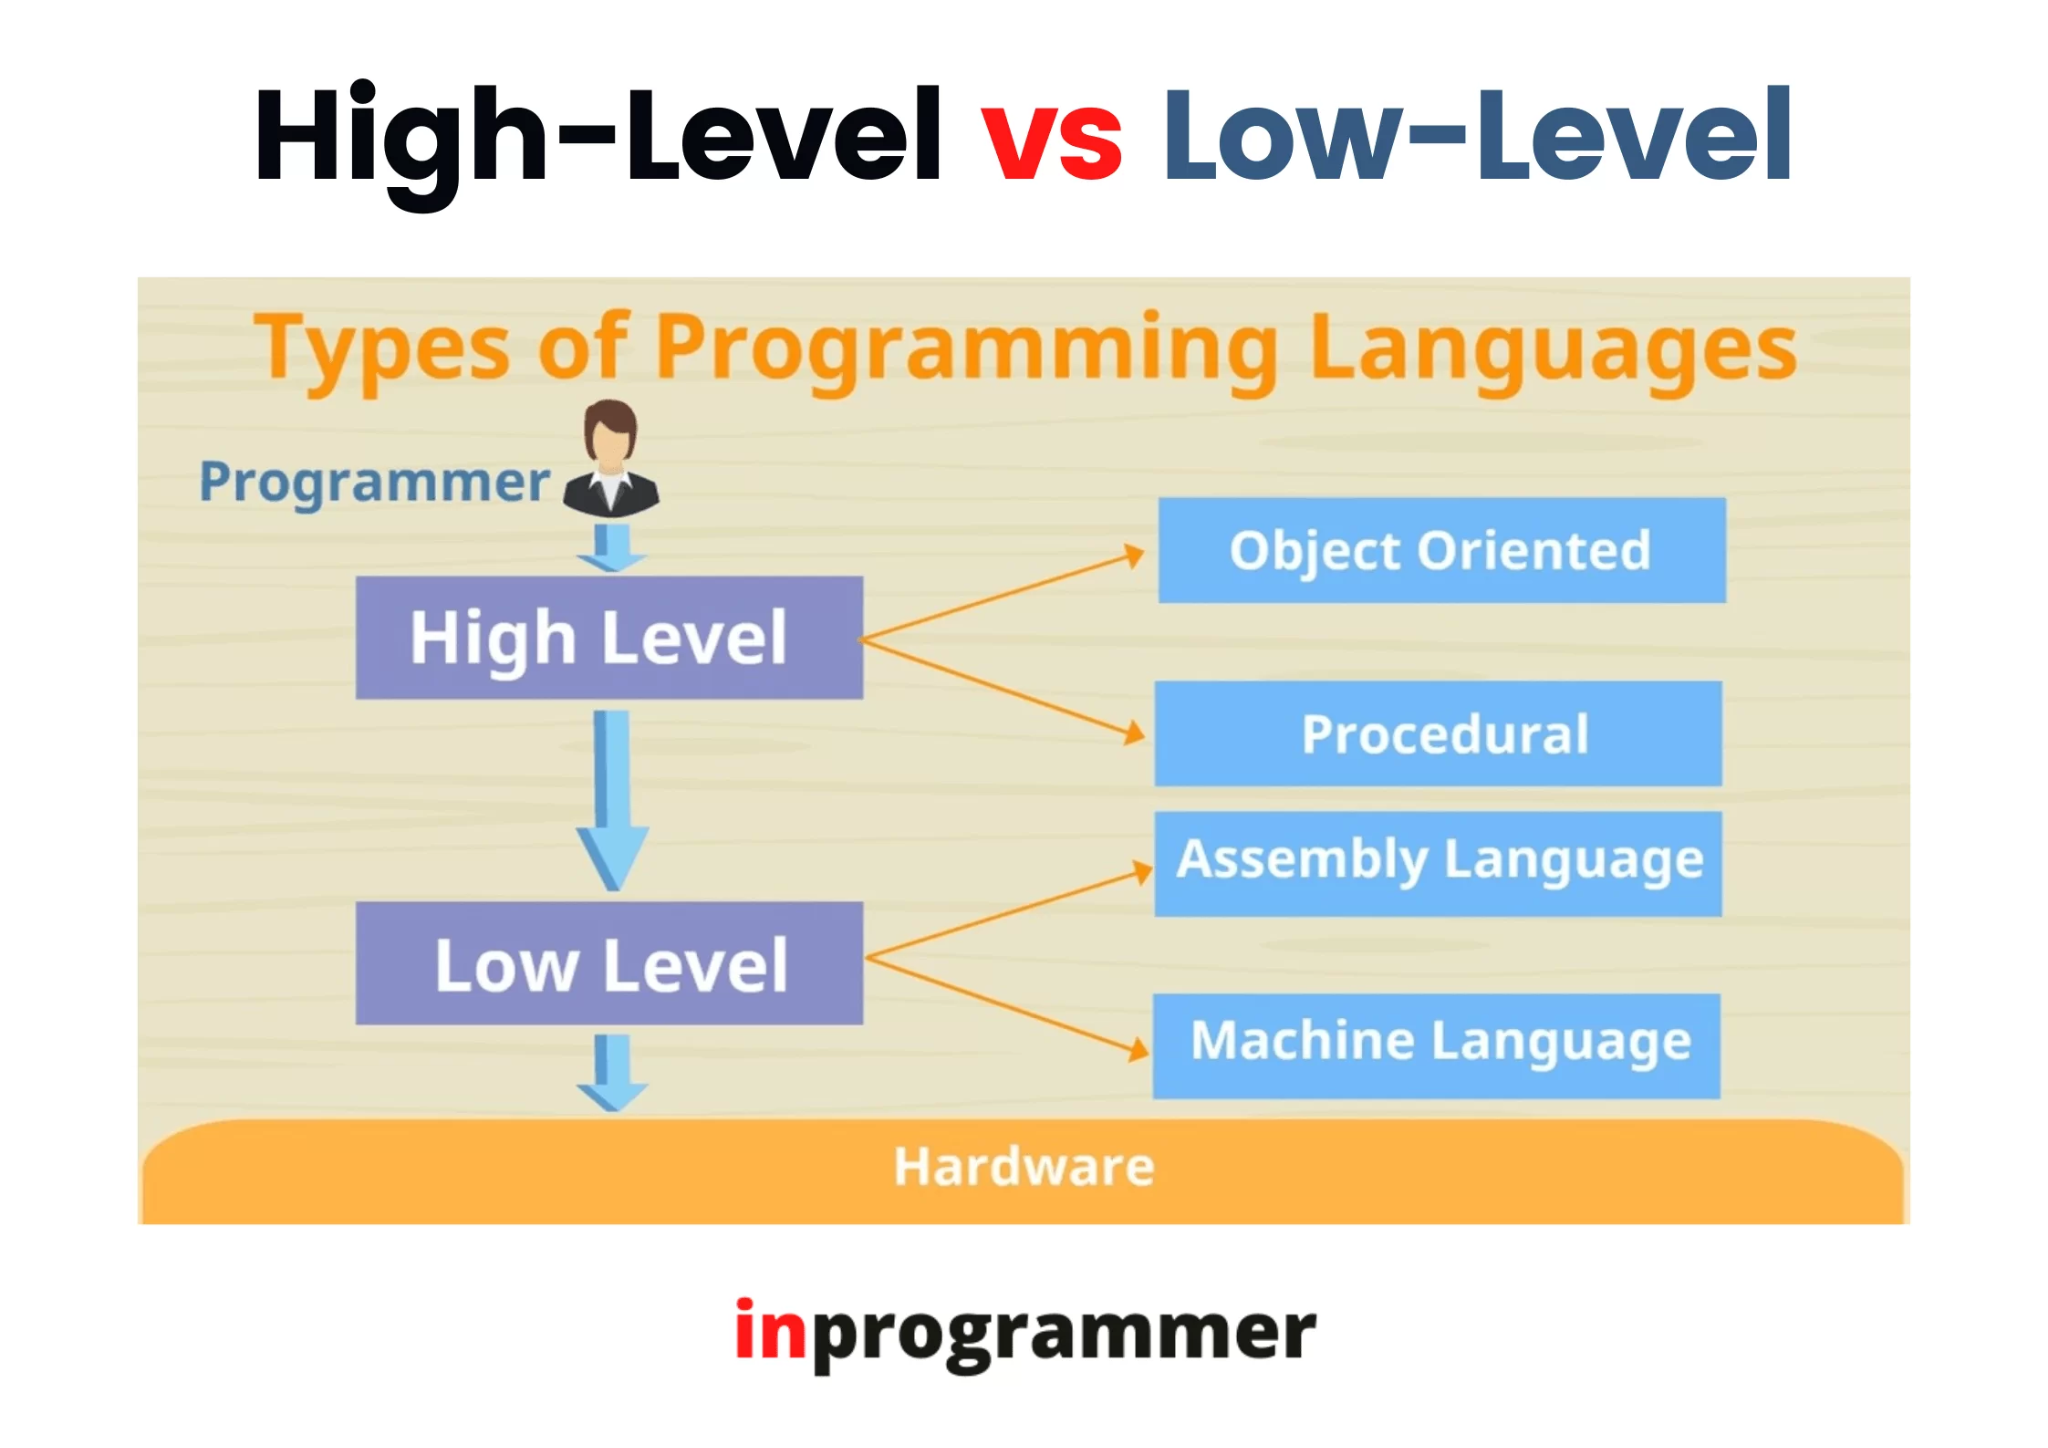 High-Level vs Low-Level
Types of Programming Languages
Programmer
High Level
Object Oriented
Procedural
Low Level
Assembly Language
Machine Language
Hardware
inprogrammer